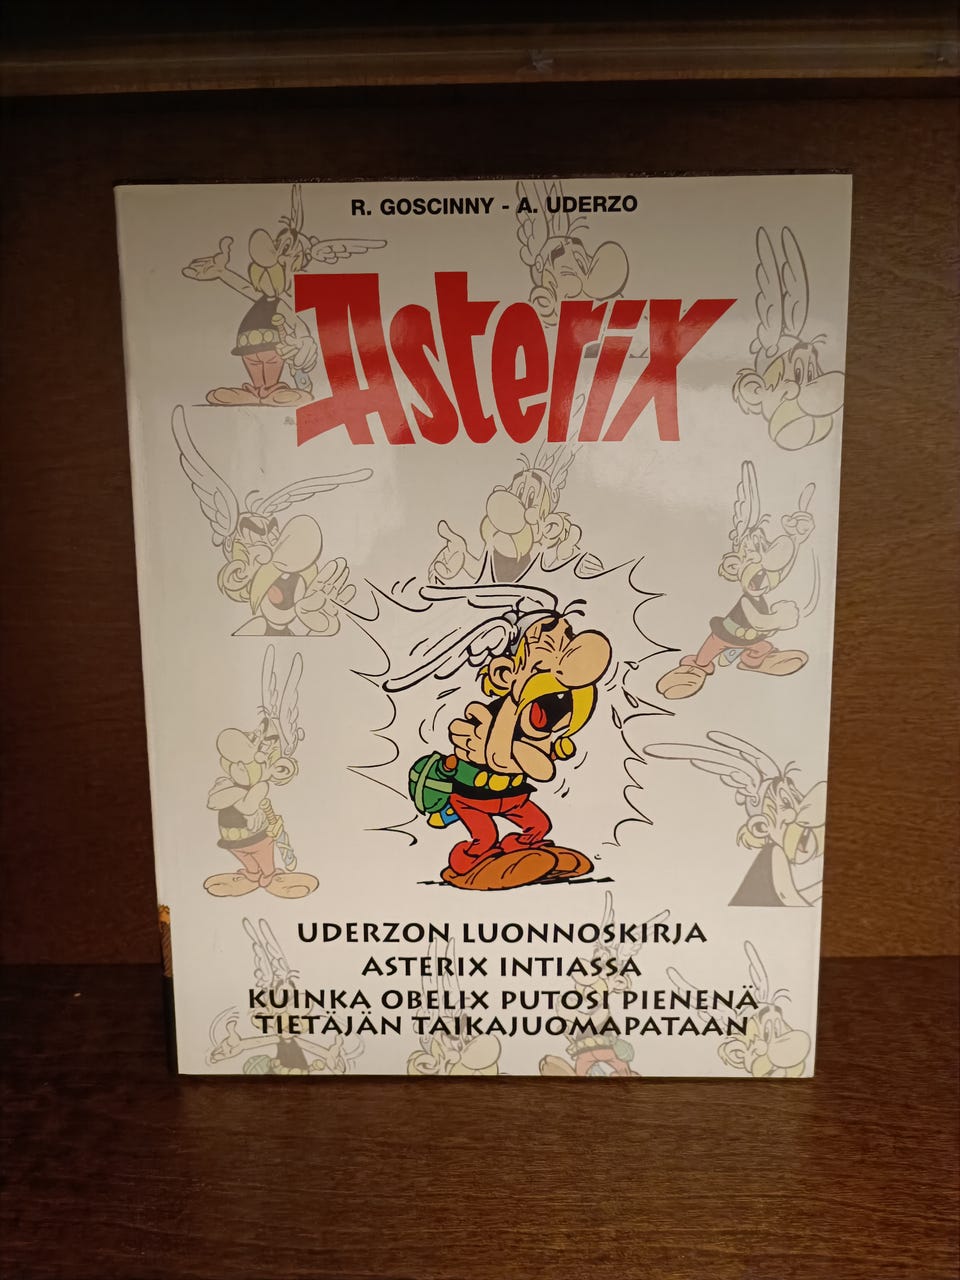 R. GOSCINNY - A. UDERZO
Asterix
UDERZON LUONNOSKIRJA
ASTERIX INTIASSA
KUINKA OBELIX PUTOSI PIENENÄ
TIETÄJÄN TAIKAJUOMAPATAAN